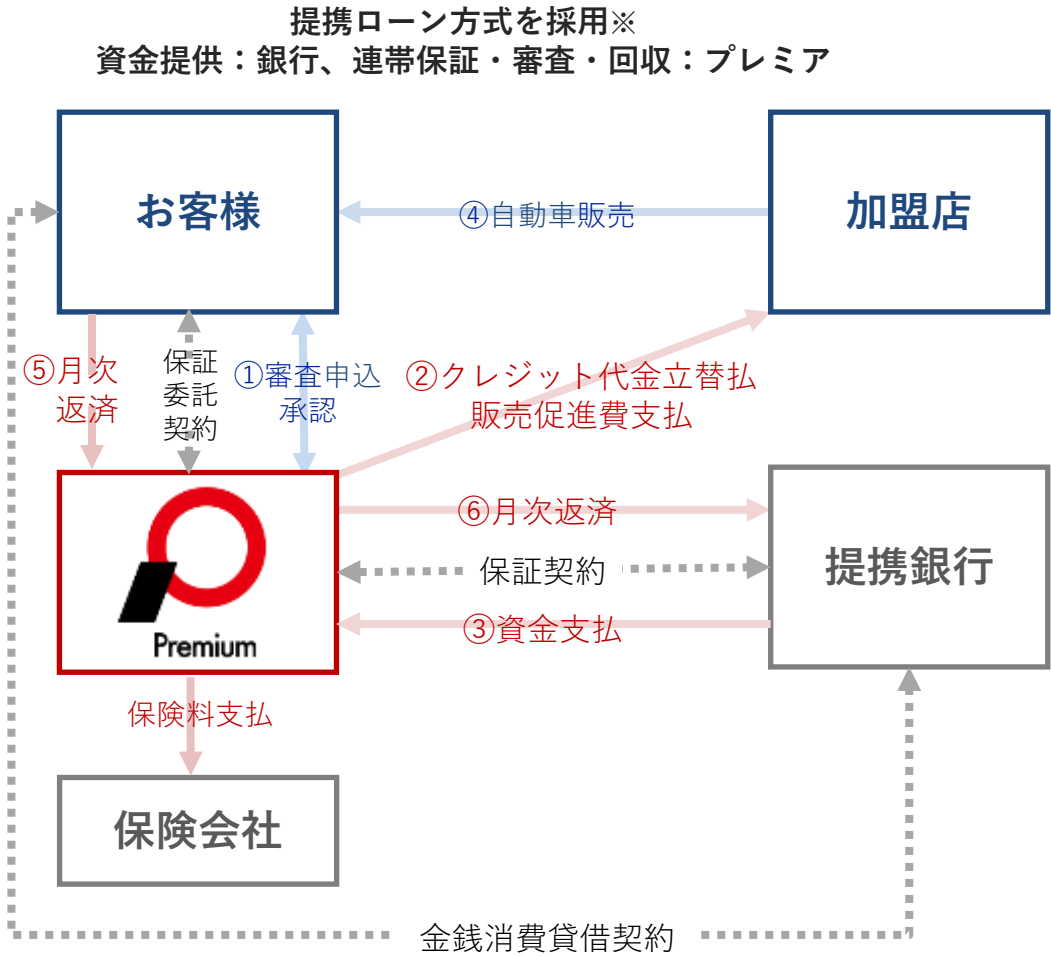 提携ローン方式を採用※
資金提供：銀行、連帯保証・審査・回収：プレミア
お客様
④自動車販売
加盟店
⑤月次
返済
保証
委託
契約
①審査申込
承認
②クレジット代金立替払
販売促進費支払
Premium
⑥月次返済
保証契約
③資金支払
提携銀行
保険料支払
保険会社
金銭消費貸借契約